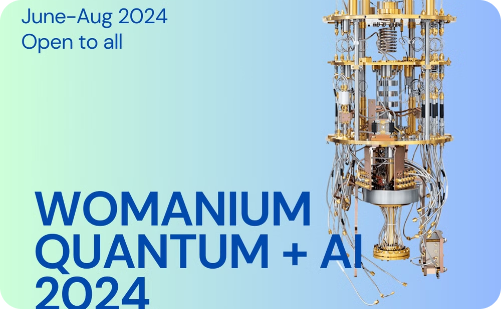 June-Aug 2024
Open to all
WOMANIUM
QUANTUM + AI
2024